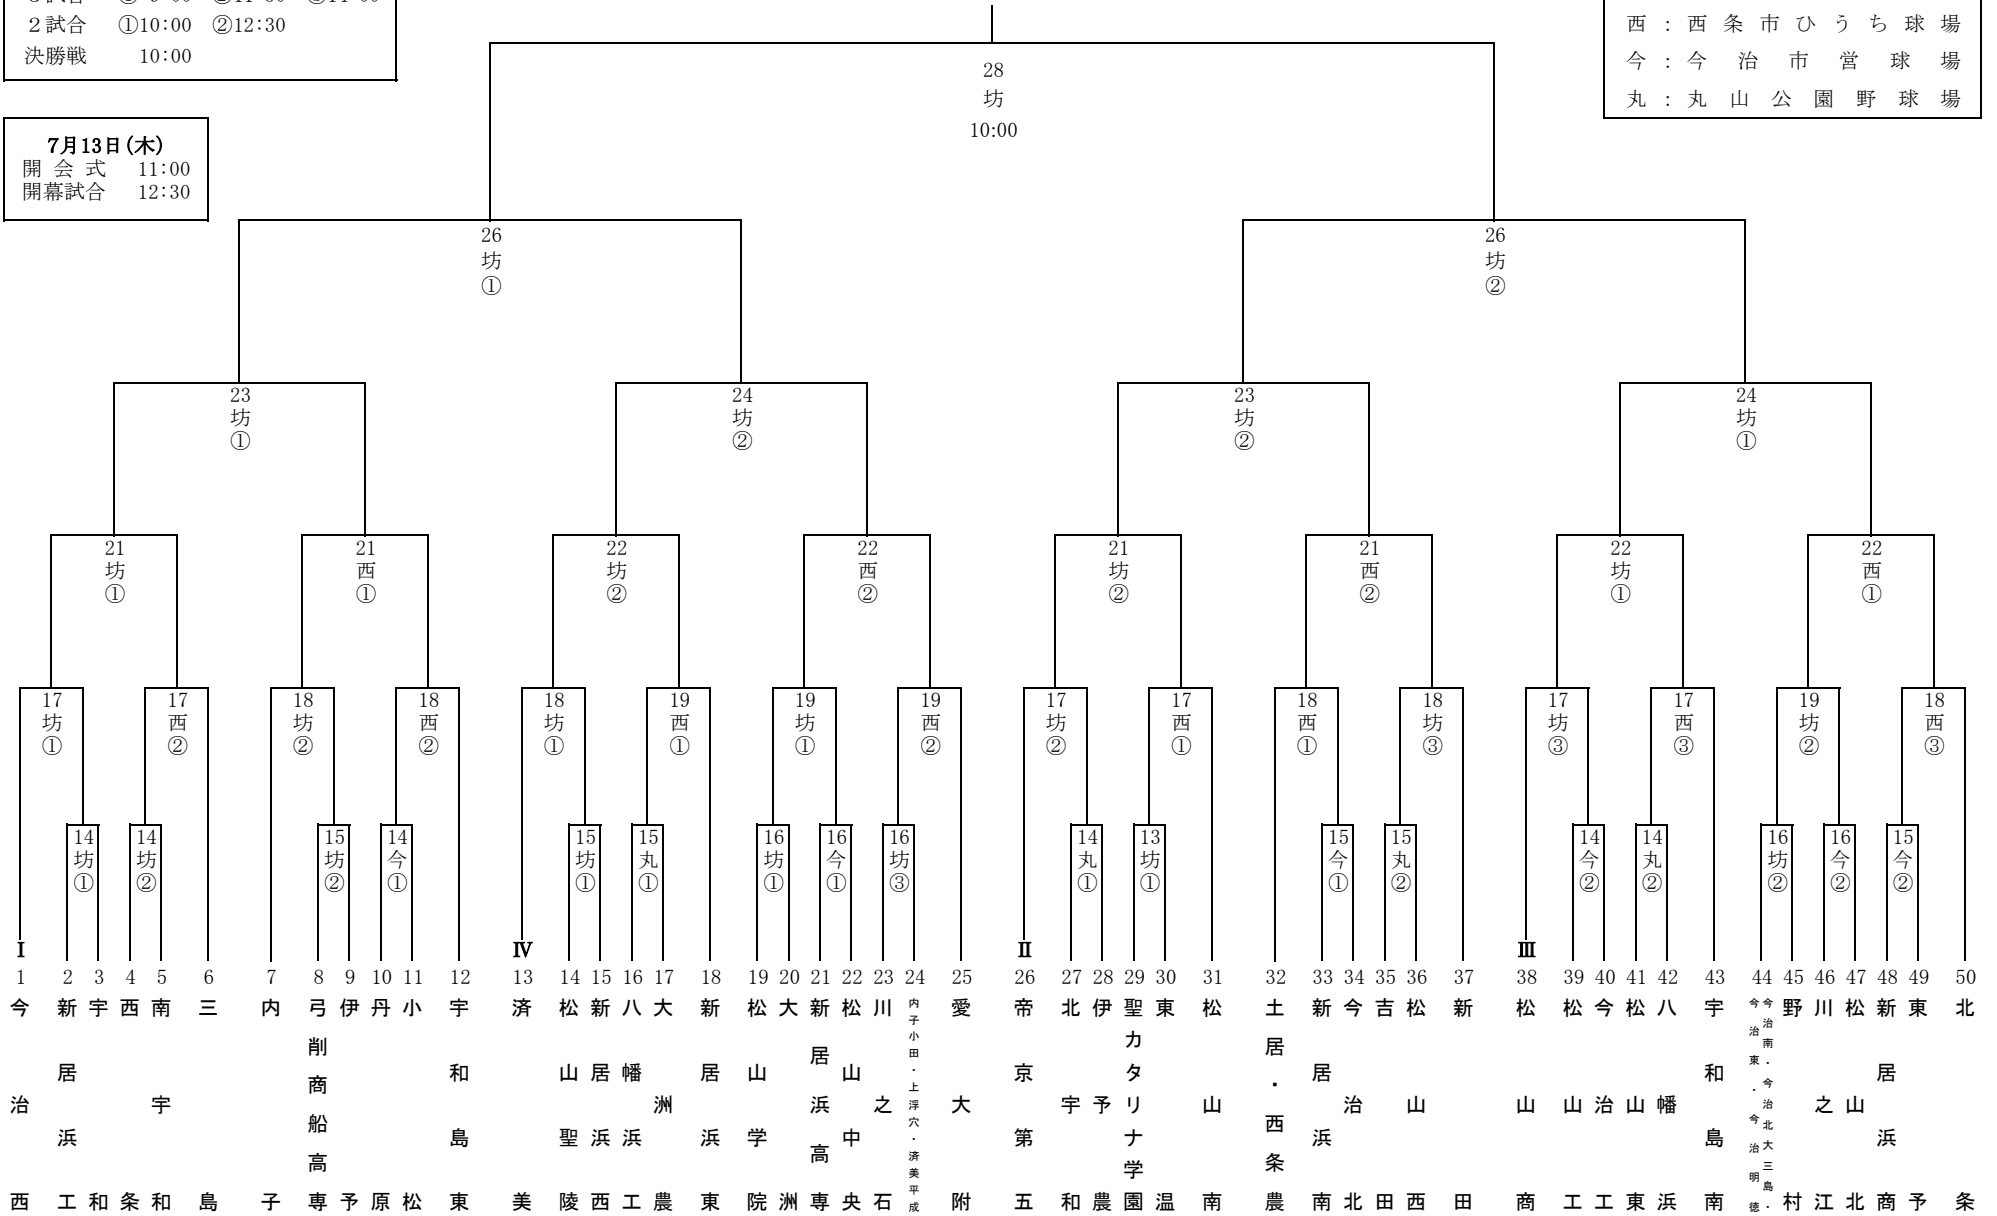 ２試合　①10:00　②12:30
決勝戦　10:00
西：西条市ひうち球場
今：今治市営球場
丸：丸山公園野球場
7月13日(木)
開会式　11:00
開幕試合　12:30
28
坊
10:00
26
坊
①
26
坊
②
23
坊
①
24
坊
②
23
坊
②
24
坊
①
21
坊
①
21
西
①
22
坊
②
22
西
②
21
坊
②
21
西
②
22
坊
①
22
西
①
17
坊
①
17
西
②
18
坊
②
18
西
②
18
坊
①
19
西
①
19
坊
①
19
西
②
17
坊
②
17
西
①
18
西
①
18
坊
③
17
坊
③
17
西
③
19
坊
②
18
西
③
14
坊
①
14
坊
②
15
坊
②
14
今
①
15
坊
①
15
丸
①
16
坊
①
16
今
①
16
坊
③
14
丸
①
13
坊
①
15
今
①
15
丸
②
14
今
②
14
丸
②
16
坊
②
16
今
②
15
今
②
Ⅰ
1 今治西
2 新居浜工
3 宇和
4 西条
5 南宇和
6 三島
7 内子
8 弓削商船高専
9 伊予
10 丹原
11 小松
12 宇和島東
Ⅳ
13 済美
14 松山聖陵
15 新居浜西
16 八幡浜工
17 大洲農
18 新居浜東
19 松山学院
20 大洲
21 新居浜高専
22 松山中央
23 川之石
24 内子小田・上浮穴・済美平成
25 愛大附
Ⅱ
26 帝京第五
27 北宇和
28 伊予農
29 聖カタリナ学園
30 東温
31 松山南
32 土居・西条農
33 新居浜南
34 今治北
35 吉田
36 松山西
37 新田
Ⅲ
38 松山商
39 松山工
40 今治工
41 松山東
42 八幡浜
43 宇和島南
44 今治南・今治北大三島・
今治東・今治明徳
45 野村
46 川之江
47 松山北
48 新居浜商
49 東予
50 北条